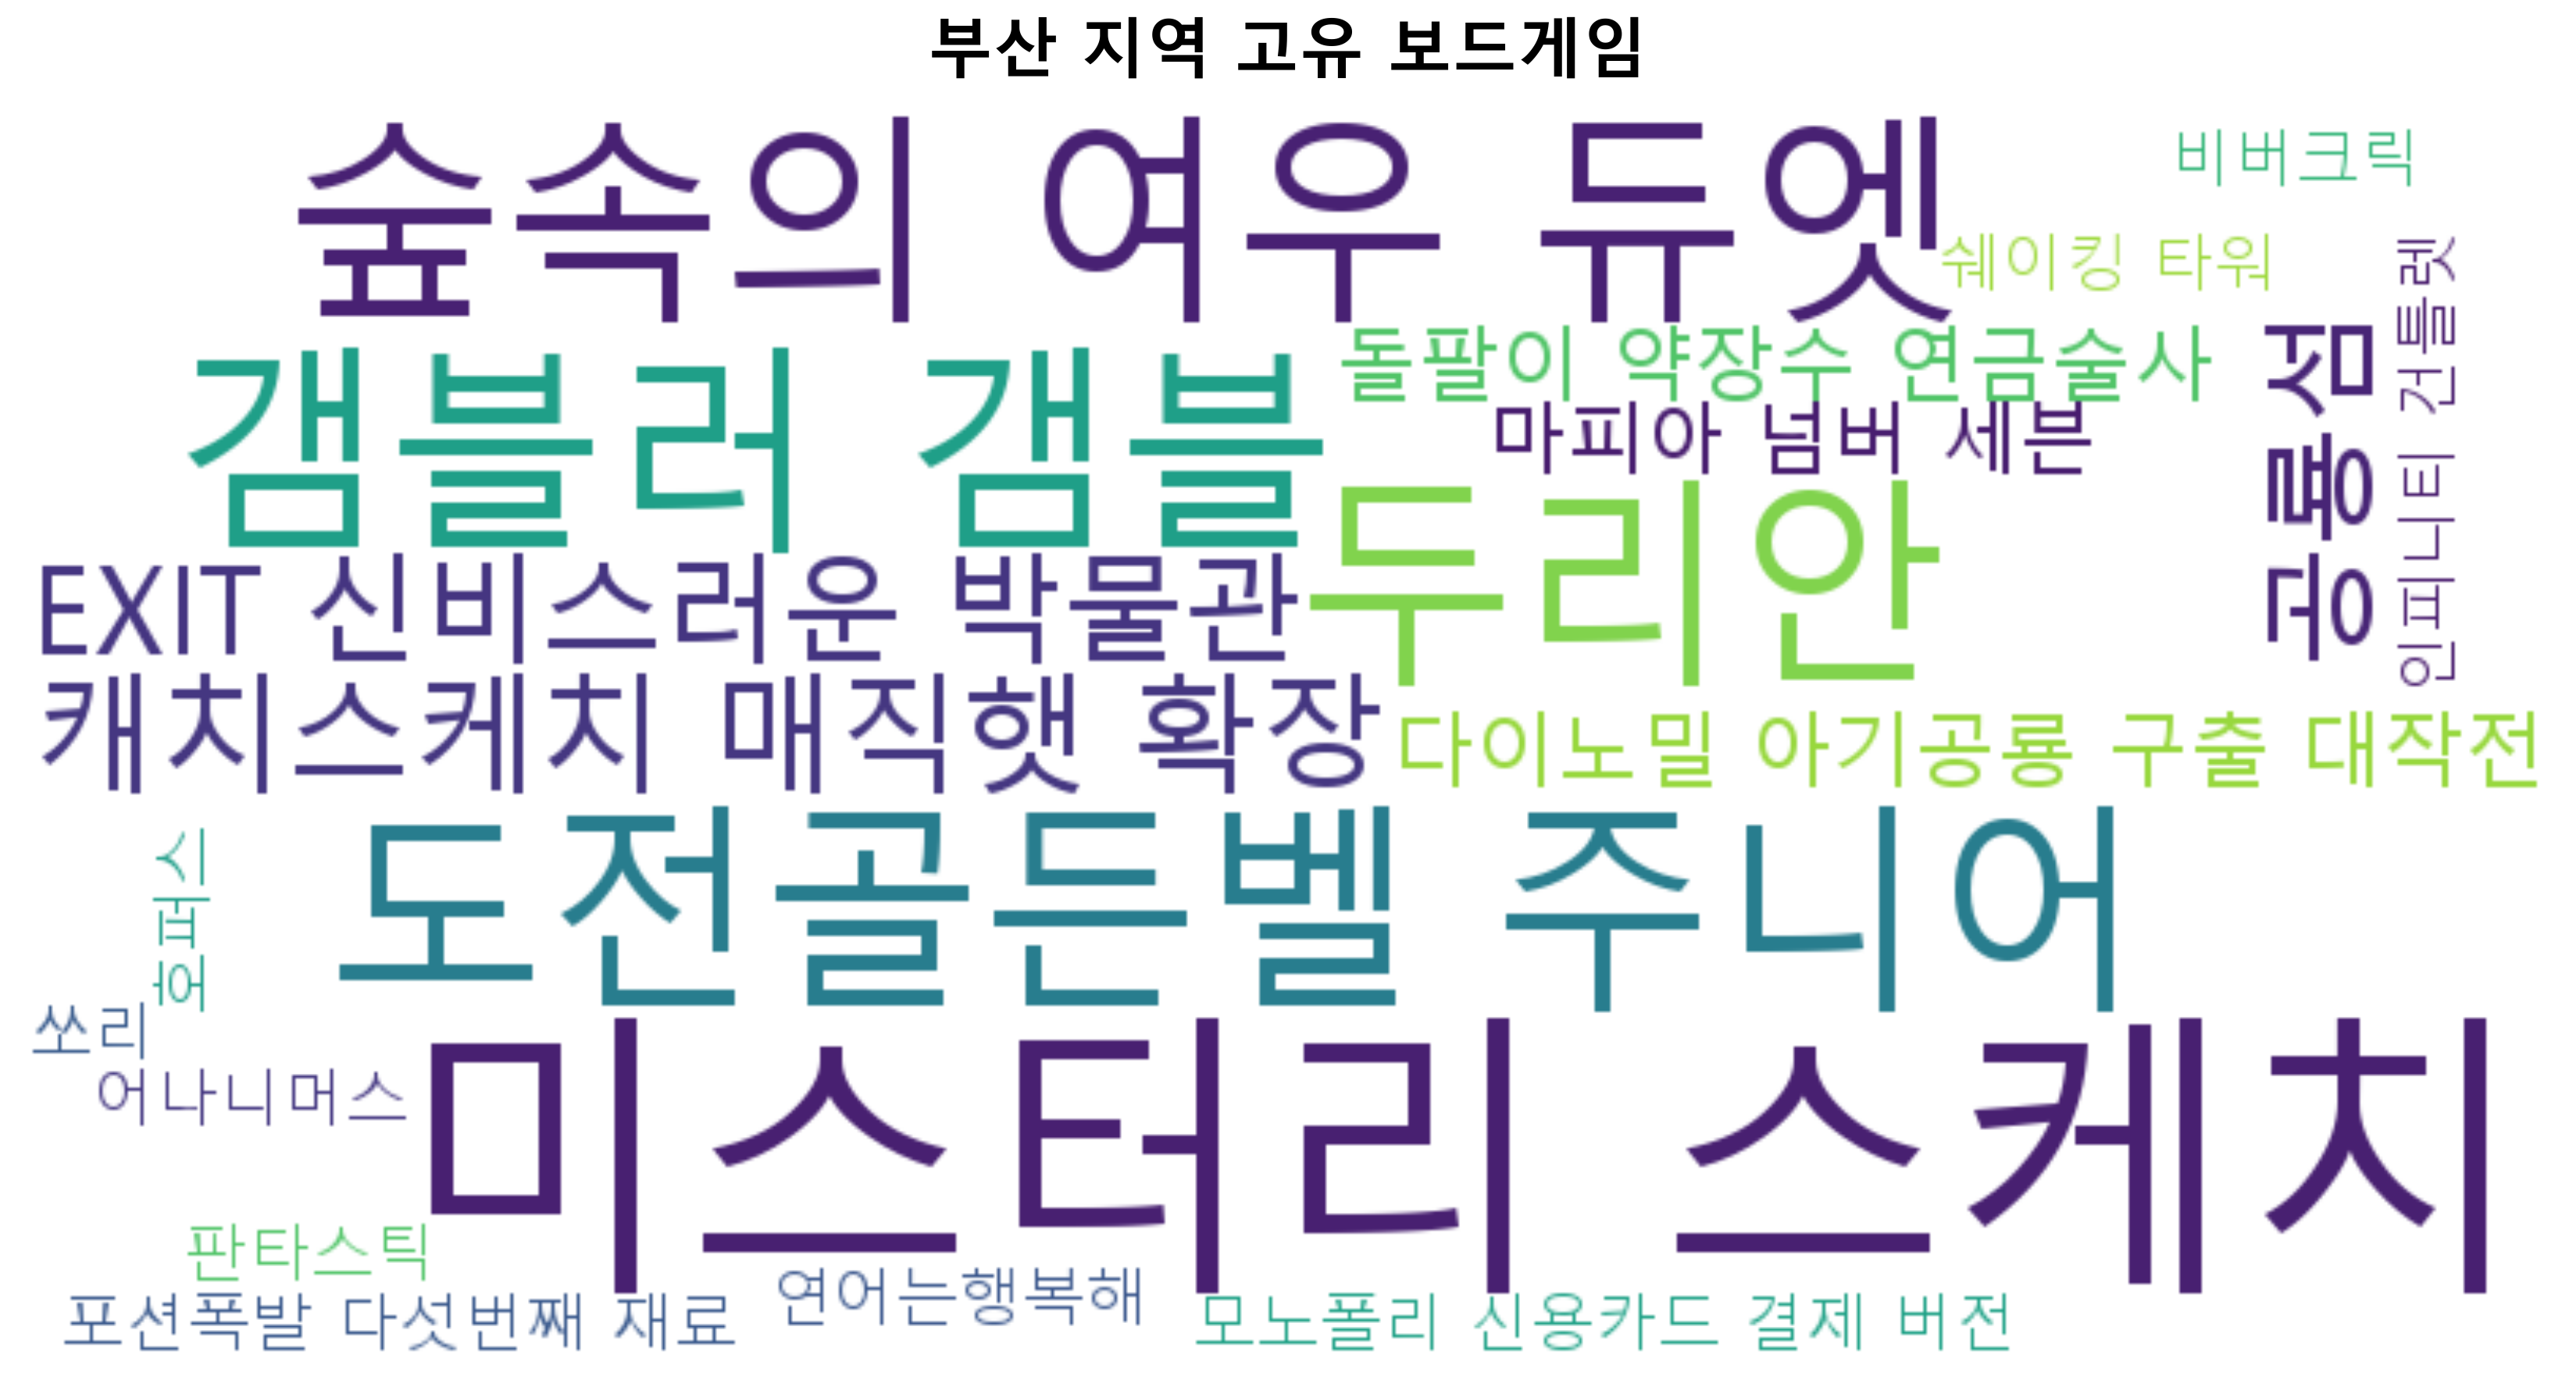 부산 지역 고유 보드게임
숲속의 여우 듀엣
비버크릭
쉐이킹 타워
인피니티 건틀렛
공룡섬
돌팔이 약장수 연금술사
갬블러 갬블
마피아 넘버 세븐
두리안
EXIT 신비스러운 박물관
캐치스케치 매직햇 확장
다이노밀 아기공룡 구출 대작전
도전골든벨 주니어
호퍼스
쏘리
미스터리 스케치
어나니머스
판타스틱
연어는행복해
포션폭발 다섯번째 재료
모노폴리 신용카드 결제 버전